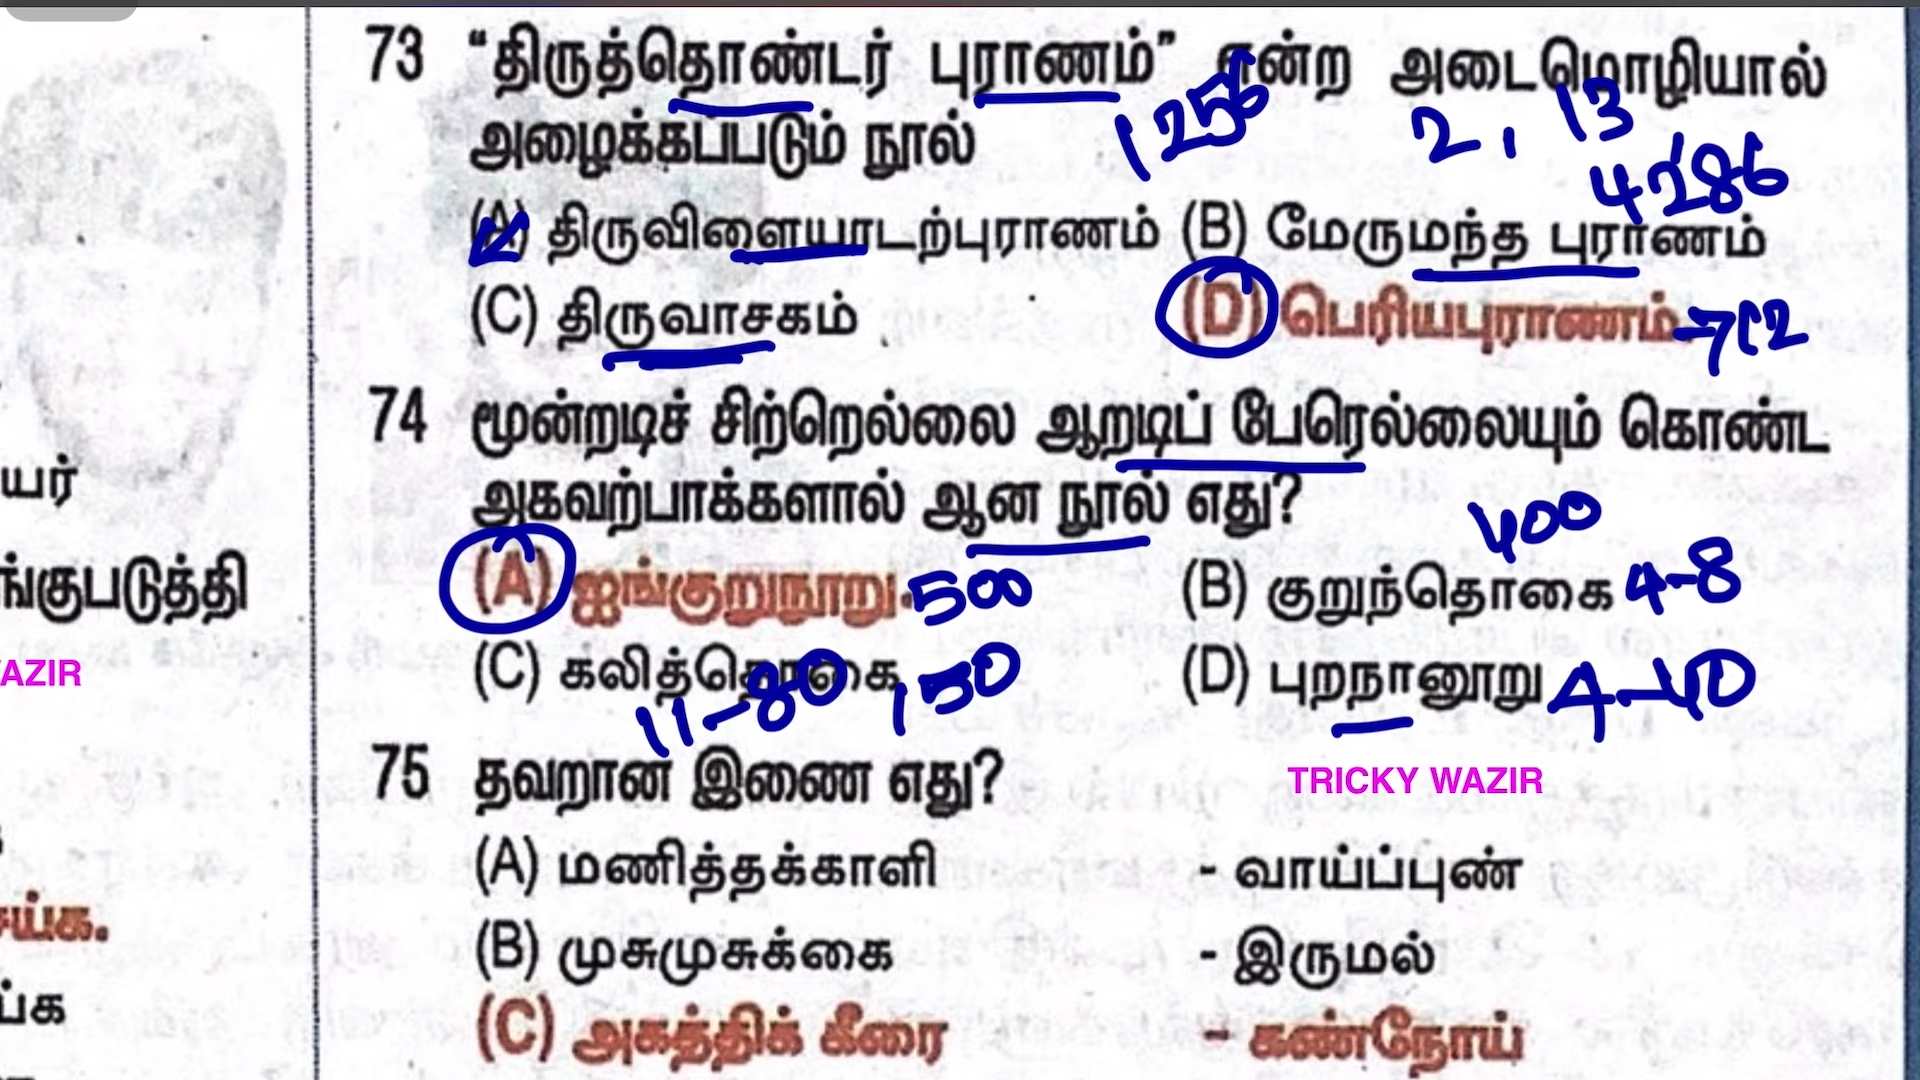 73 “திருத்தொண்டர் புராணம்” என்ற அடைமொழியால்
அழைக்கப்படும் நூல்
1256 2, 13
4286
(A) திருவிளையாடற்புராணம் (B) மேருமந்த புராணம்
(C) திருவாசகம் (D) பெரியபுராணம் 12
74 மூன்றடிச் சிற்றெல்லை ஆறடிப் பேரெல்லையும் கொண்ட
அகவற்பாக்களால் ஆன நூல் எது?
400
(A) ஐங்குறுநூறு 500 (B) குறுந்தொகை 4-8
(C) கலித்தொகை 150 (D) புறநானூறு 4-40
11-80
75 தவறான இணை எது?
TRICKY WAZIR
(A) மணித்தக்காளி - வாய்ப்புண்
(B) முசுமுசுக்கை - இருமல்
(C) அகத்திக் கீரை - கண்நோய்
யர்
ங்குபடுத்தி
AZIR
சய்க.
ய்க